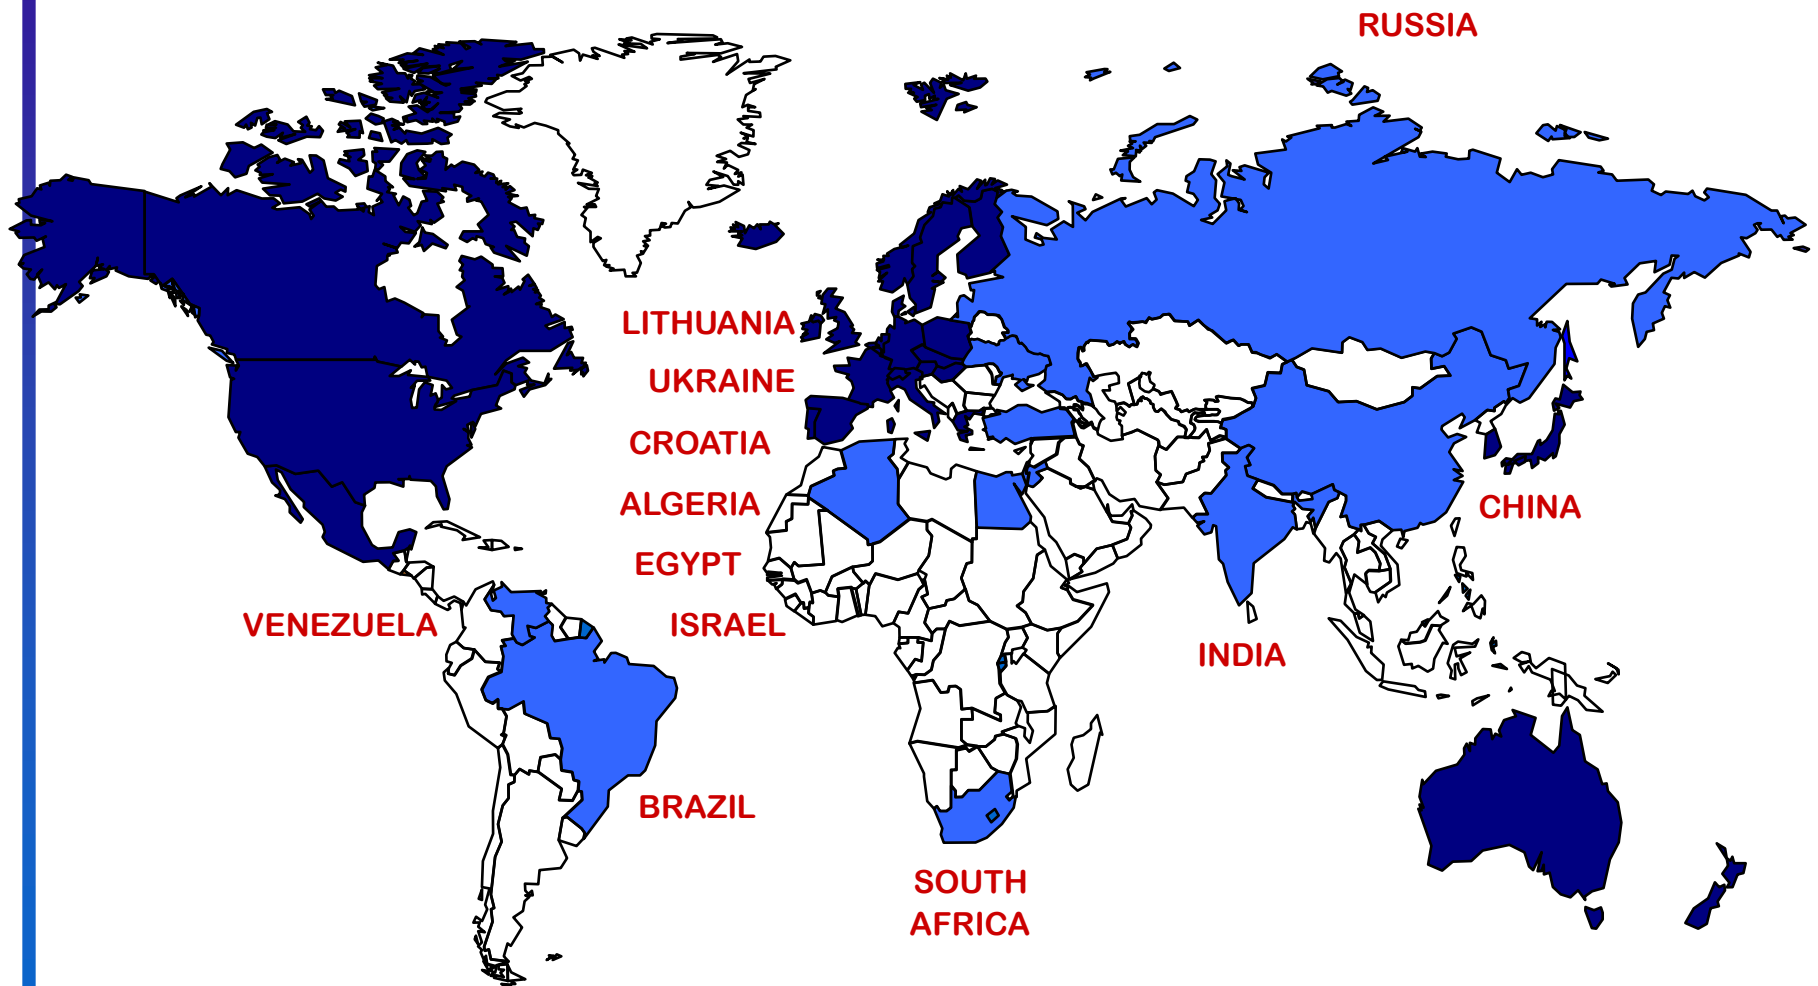 RUSSIA
LITHUANIA
UKRAINE
CROATIA
ALGERIA
CHINA
EGYPT
VENEZUELA
ISRAEL
INDIA
BRAZIL
SOUTH
AFRICA